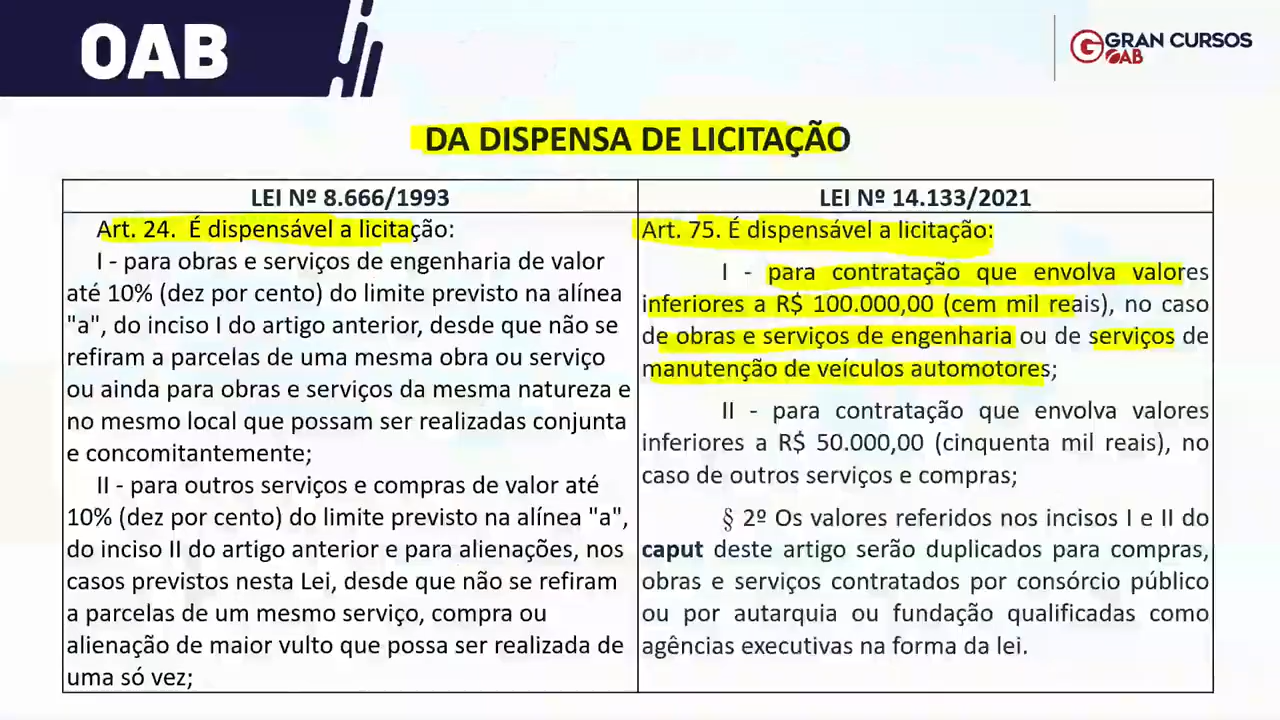 OAB
GRAN CURSOS
OAB
DA DISPENSA DE LICITAÇÃO
LEI Nº 8.666/1993
Art. 24. É dispensável a licitação:
I - para obras e serviços de engenharia de valor
até 10% (dez por cento) do limite previsto na alínea
"a", do inciso I do artigo anterior, desde que não se
refiram a parcelas de uma mesma obra ou serviço
ou ainda para obras e serviços da mesma natureza e
no mesmo local que possam ser realizadas conjunta
e concomitantemente;
II - para outros serviços e compras de valor até
10% (dez por cento) do limite previsto na alínea "a",
do inciso II do artigo anterior e para alienações, nos
casos previstos nesta Lei, desde que não se refiram
a parcelas de um mesmo serviço, compra ou
alienação de maior vulto que possa ser realizada de
uma só vez;
LEI Nº 14.133/2021
Art. 75. É dispensável a licitação:
I - para contratação que envolva valores
inferiores a R$ 100.000,00 (cem mil reais), no caso
de obras e serviços de engenharia ou de serviços de
manutenção de veículos automotores;
II - para contratação que envolva valores
inferiores a R$ 50.000,00 (cinquenta mil reais), no
caso de outros serviços e compras;
§ 2º Os valores referidos nos incisos I e II do
caput deste artigo serão duplicados para compras,
obras e serviços contratados por consórcio público
ou por autarquia ou fundação qualificadas como
agências executivas na forma da lei.